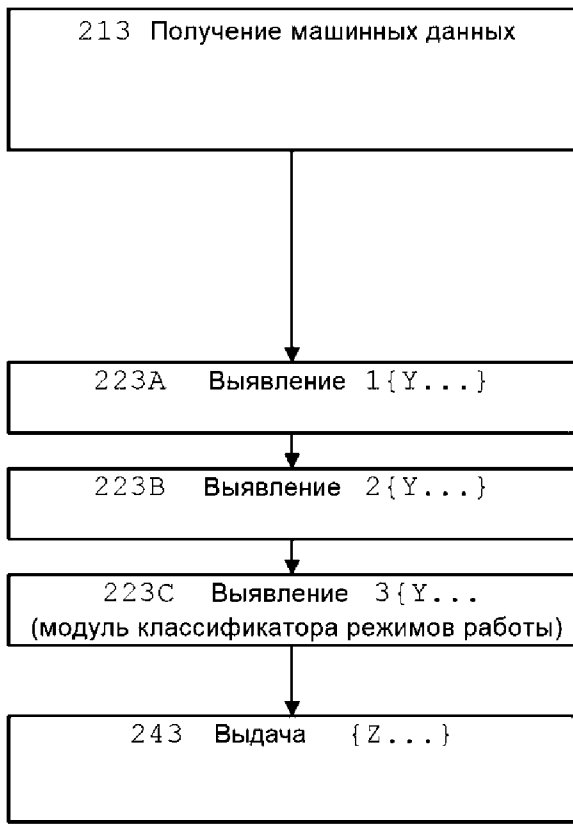 213 Получение машинных данных
223A Выявление 1{Y...}
223B Выявление 2{Y...}
223C Выявление 3{Y...
(модуль классификатора режимов работы)
243 Выдача {Z...}